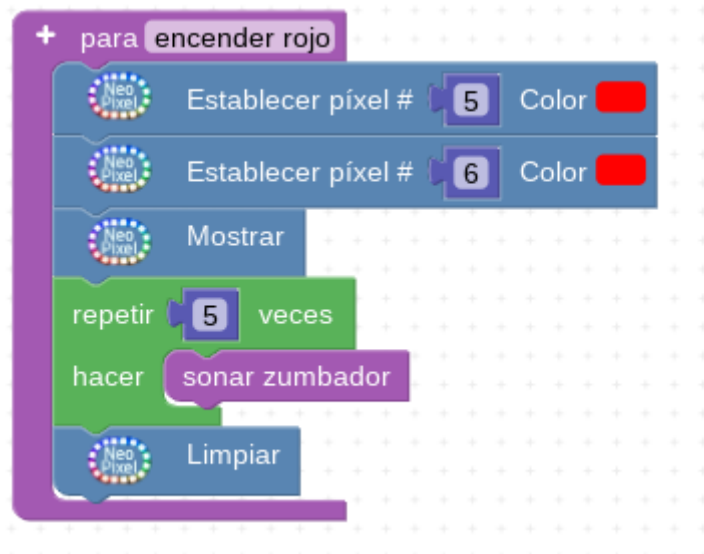 + para encender rojo
Neo Pixel Establecer píxel # 5 Color
Neo Pixel Establecer píxel # 6 Color
Neo Pixel Mostrar
repetir 5 veces
hacer sonar zumbador
Neo Pixel Limpiar